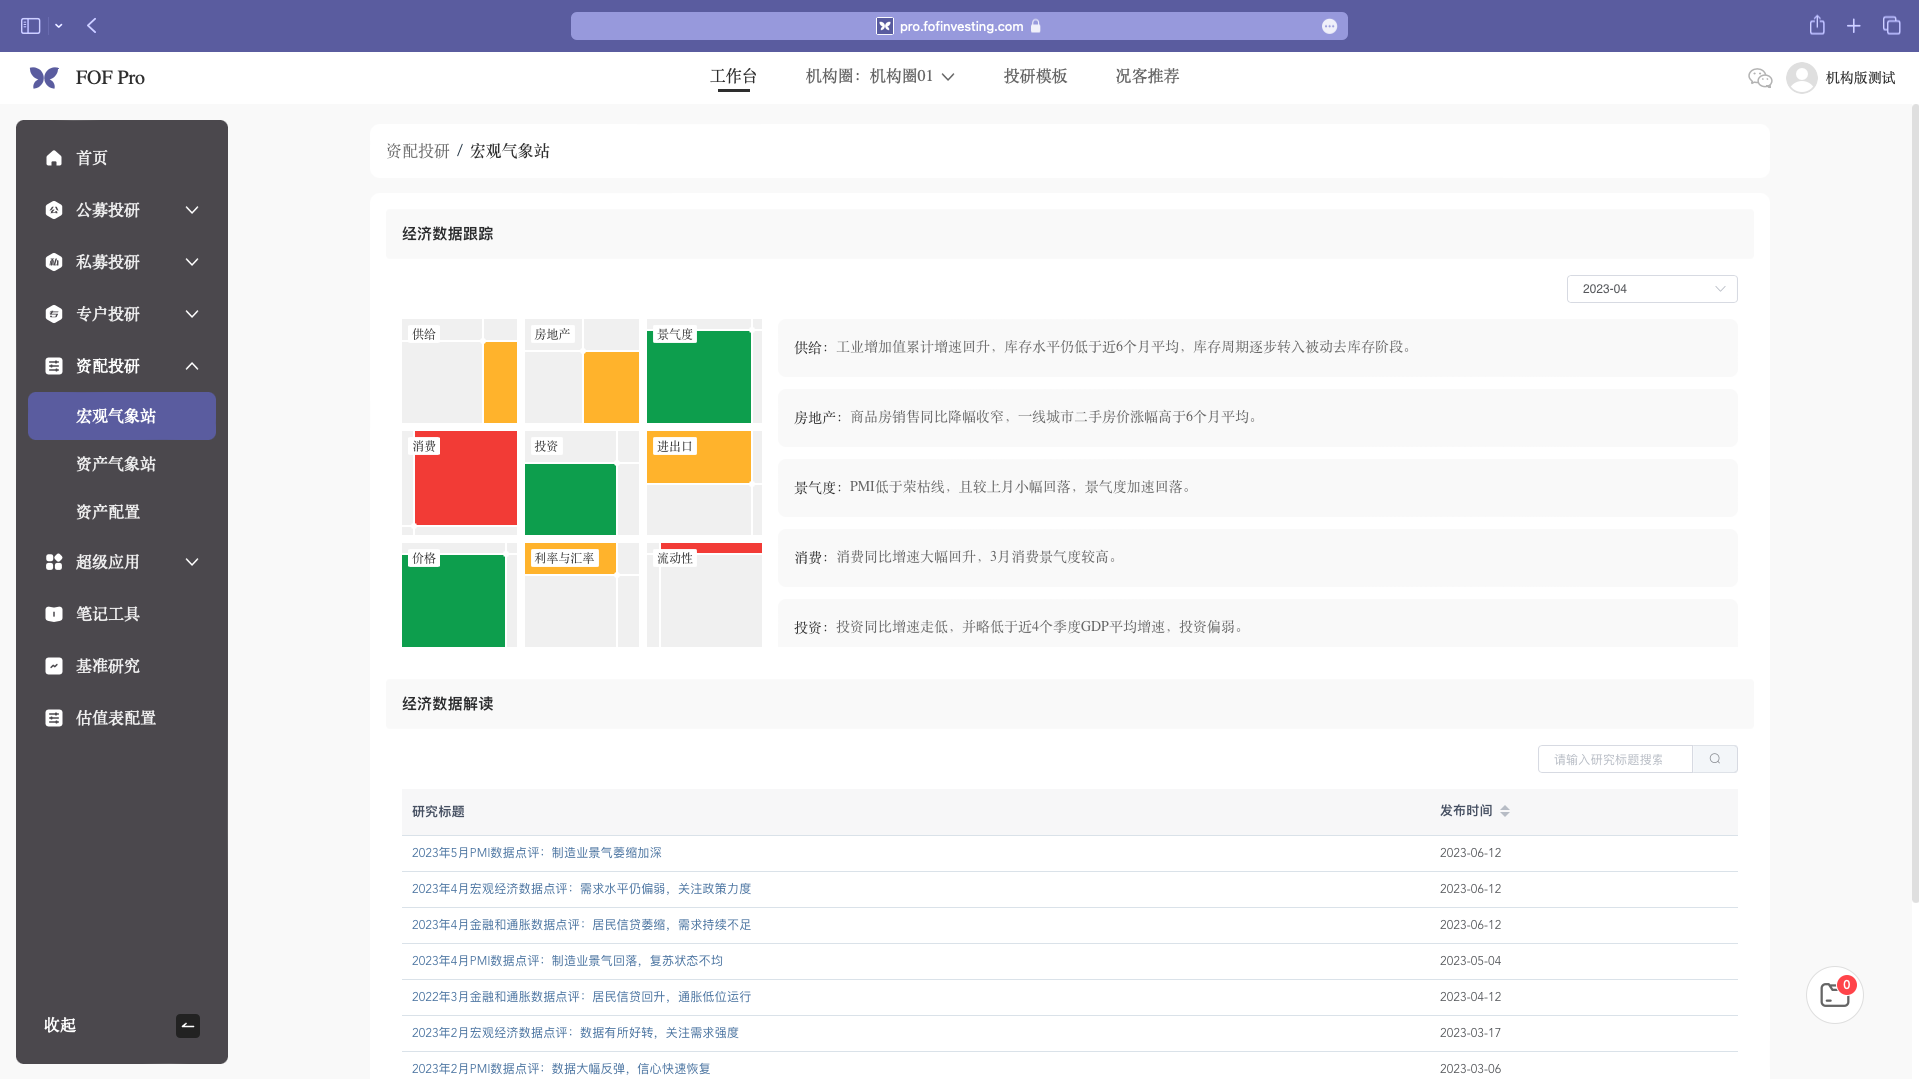 pro.fofinvesting.com
FOF Pro
工作台
机构圈：机构圈01
投研模板
况客推荐
机构版测试
首页
公募投研
私募投研
专户投研
资配投研
宏观气象站
资产气象站
资产配置
超级应用
笔记工具
基准研究
估值表配置
收起
资配投研 / 宏观气象站
经济数据跟踪
2023-04
供给 房地产 景气度
消费 投资 进出口
价格 利率与汇率 流动性
供给：工业增加值累计增速回升，库存水平仍低于近6个月平均，库存周期逐步转入被动去库存阶段。
房地产：商品房销售同比降幅收窄，一线城市二手房价涨幅高于6个月平均。
景气度：PMI低于荣枯线，且较上月小幅回落，景气度加速回落。
消费：消费同比增速大幅回升，3月消费景气度较高。
投资：投资同比增速走低，并略低于近4个季度GDP平均增速，投资偏弱。
经济数据解读
请输入研究标题搜索
研究标题 发布时间
2023年5月PMI数据点评：制造业景气萎缩加深 2023-06-12
2023年4月宏观经济数据点评：需求水平仍偏弱，关注政策力度 2023-06-12
2023年4月金融和通胀数据点评：居民信贷萎缩，需求持续不足 2023-06-12
2023年4月PMI数据点评：制造业景气回落，复苏状态不均 2023-05-04
2022年3月金融和通胀数据点评：居民信贷回升，通胀低位运行 2023-04-12
2023年2月宏观经济数据点评：数据有所好转，关注需求强度 2023-03-17
2023年2月PMI数据点评：数据大幅反弹，信心快速恢复 2023-03-06
0